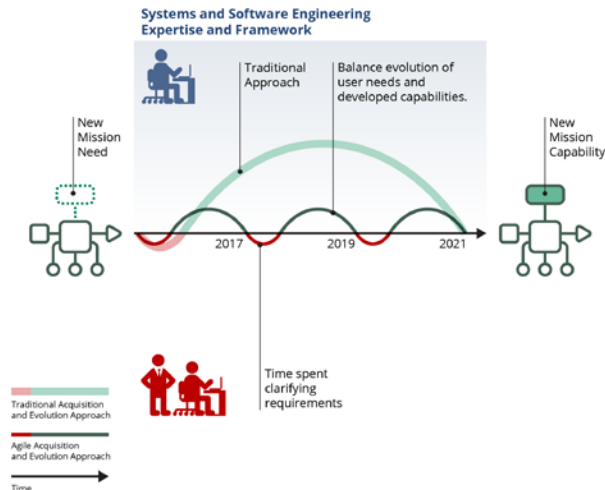 Systems and Software Engineering
Expertise and Framework
Traditional
Approach
Balance evolution of
user needs and
developed capabilities.
New
Mission
Need
New
Mission
Capability
2017
2019
2021
Time spent
clarifying
requirements
Traditional Acquisition
and Evolution Approach
Agile Acquisition
and Evolution Approach
Time